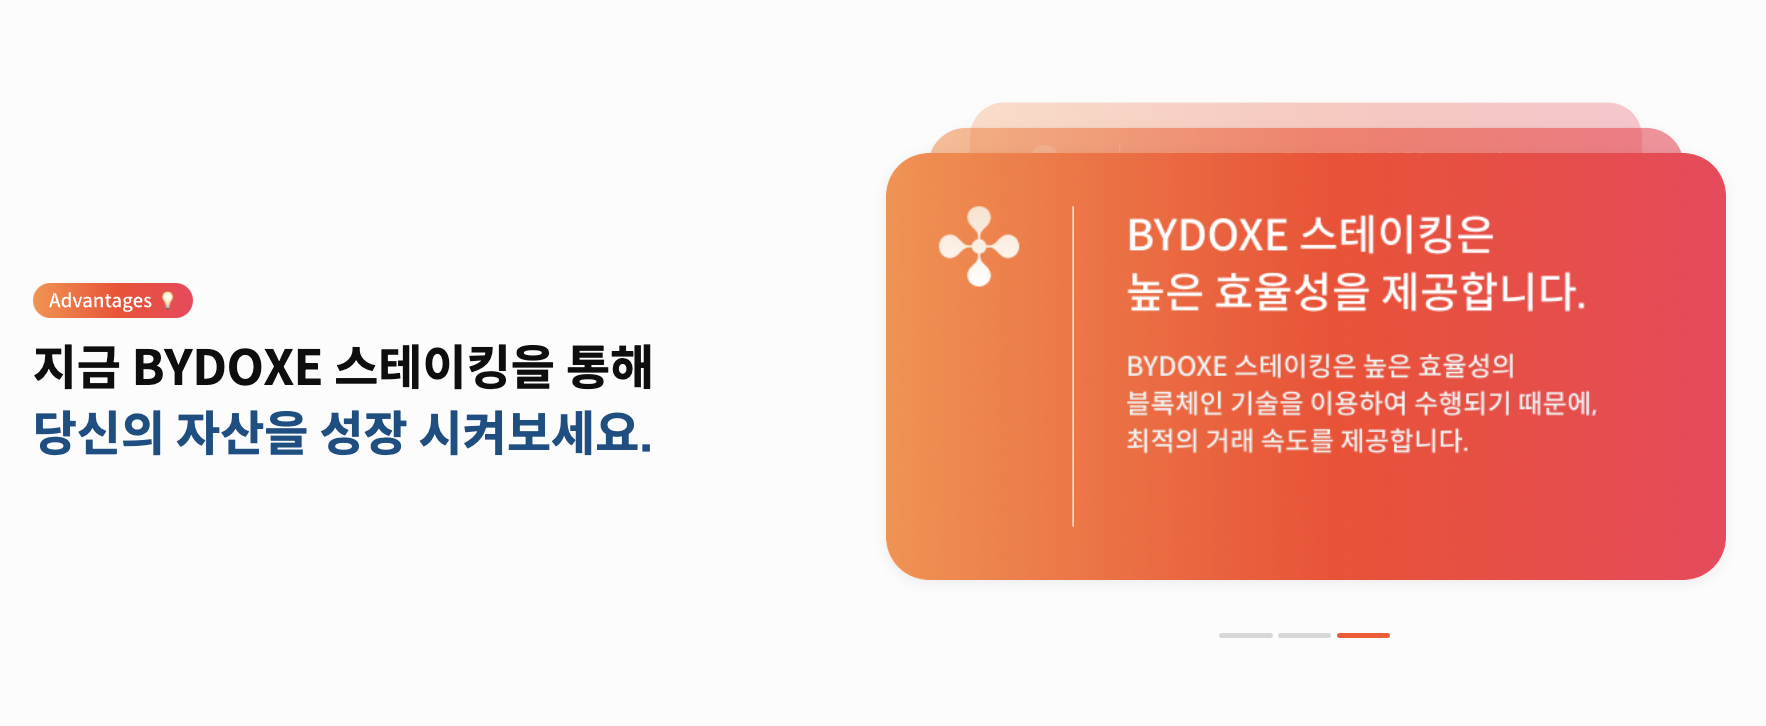 Advantages
지금 BYDOXE 스테이킹을 통해
당신의 자산을 성장 시켜보세요.
BYDOXE 스테이킹은
높은 효율성을 제공합니다.
BYDOXE 스테이킹은 높은 효율성의
블록체인 기술을 이용하여 수행되기 때문에,
최적의 거래 속도를 제공합니다.